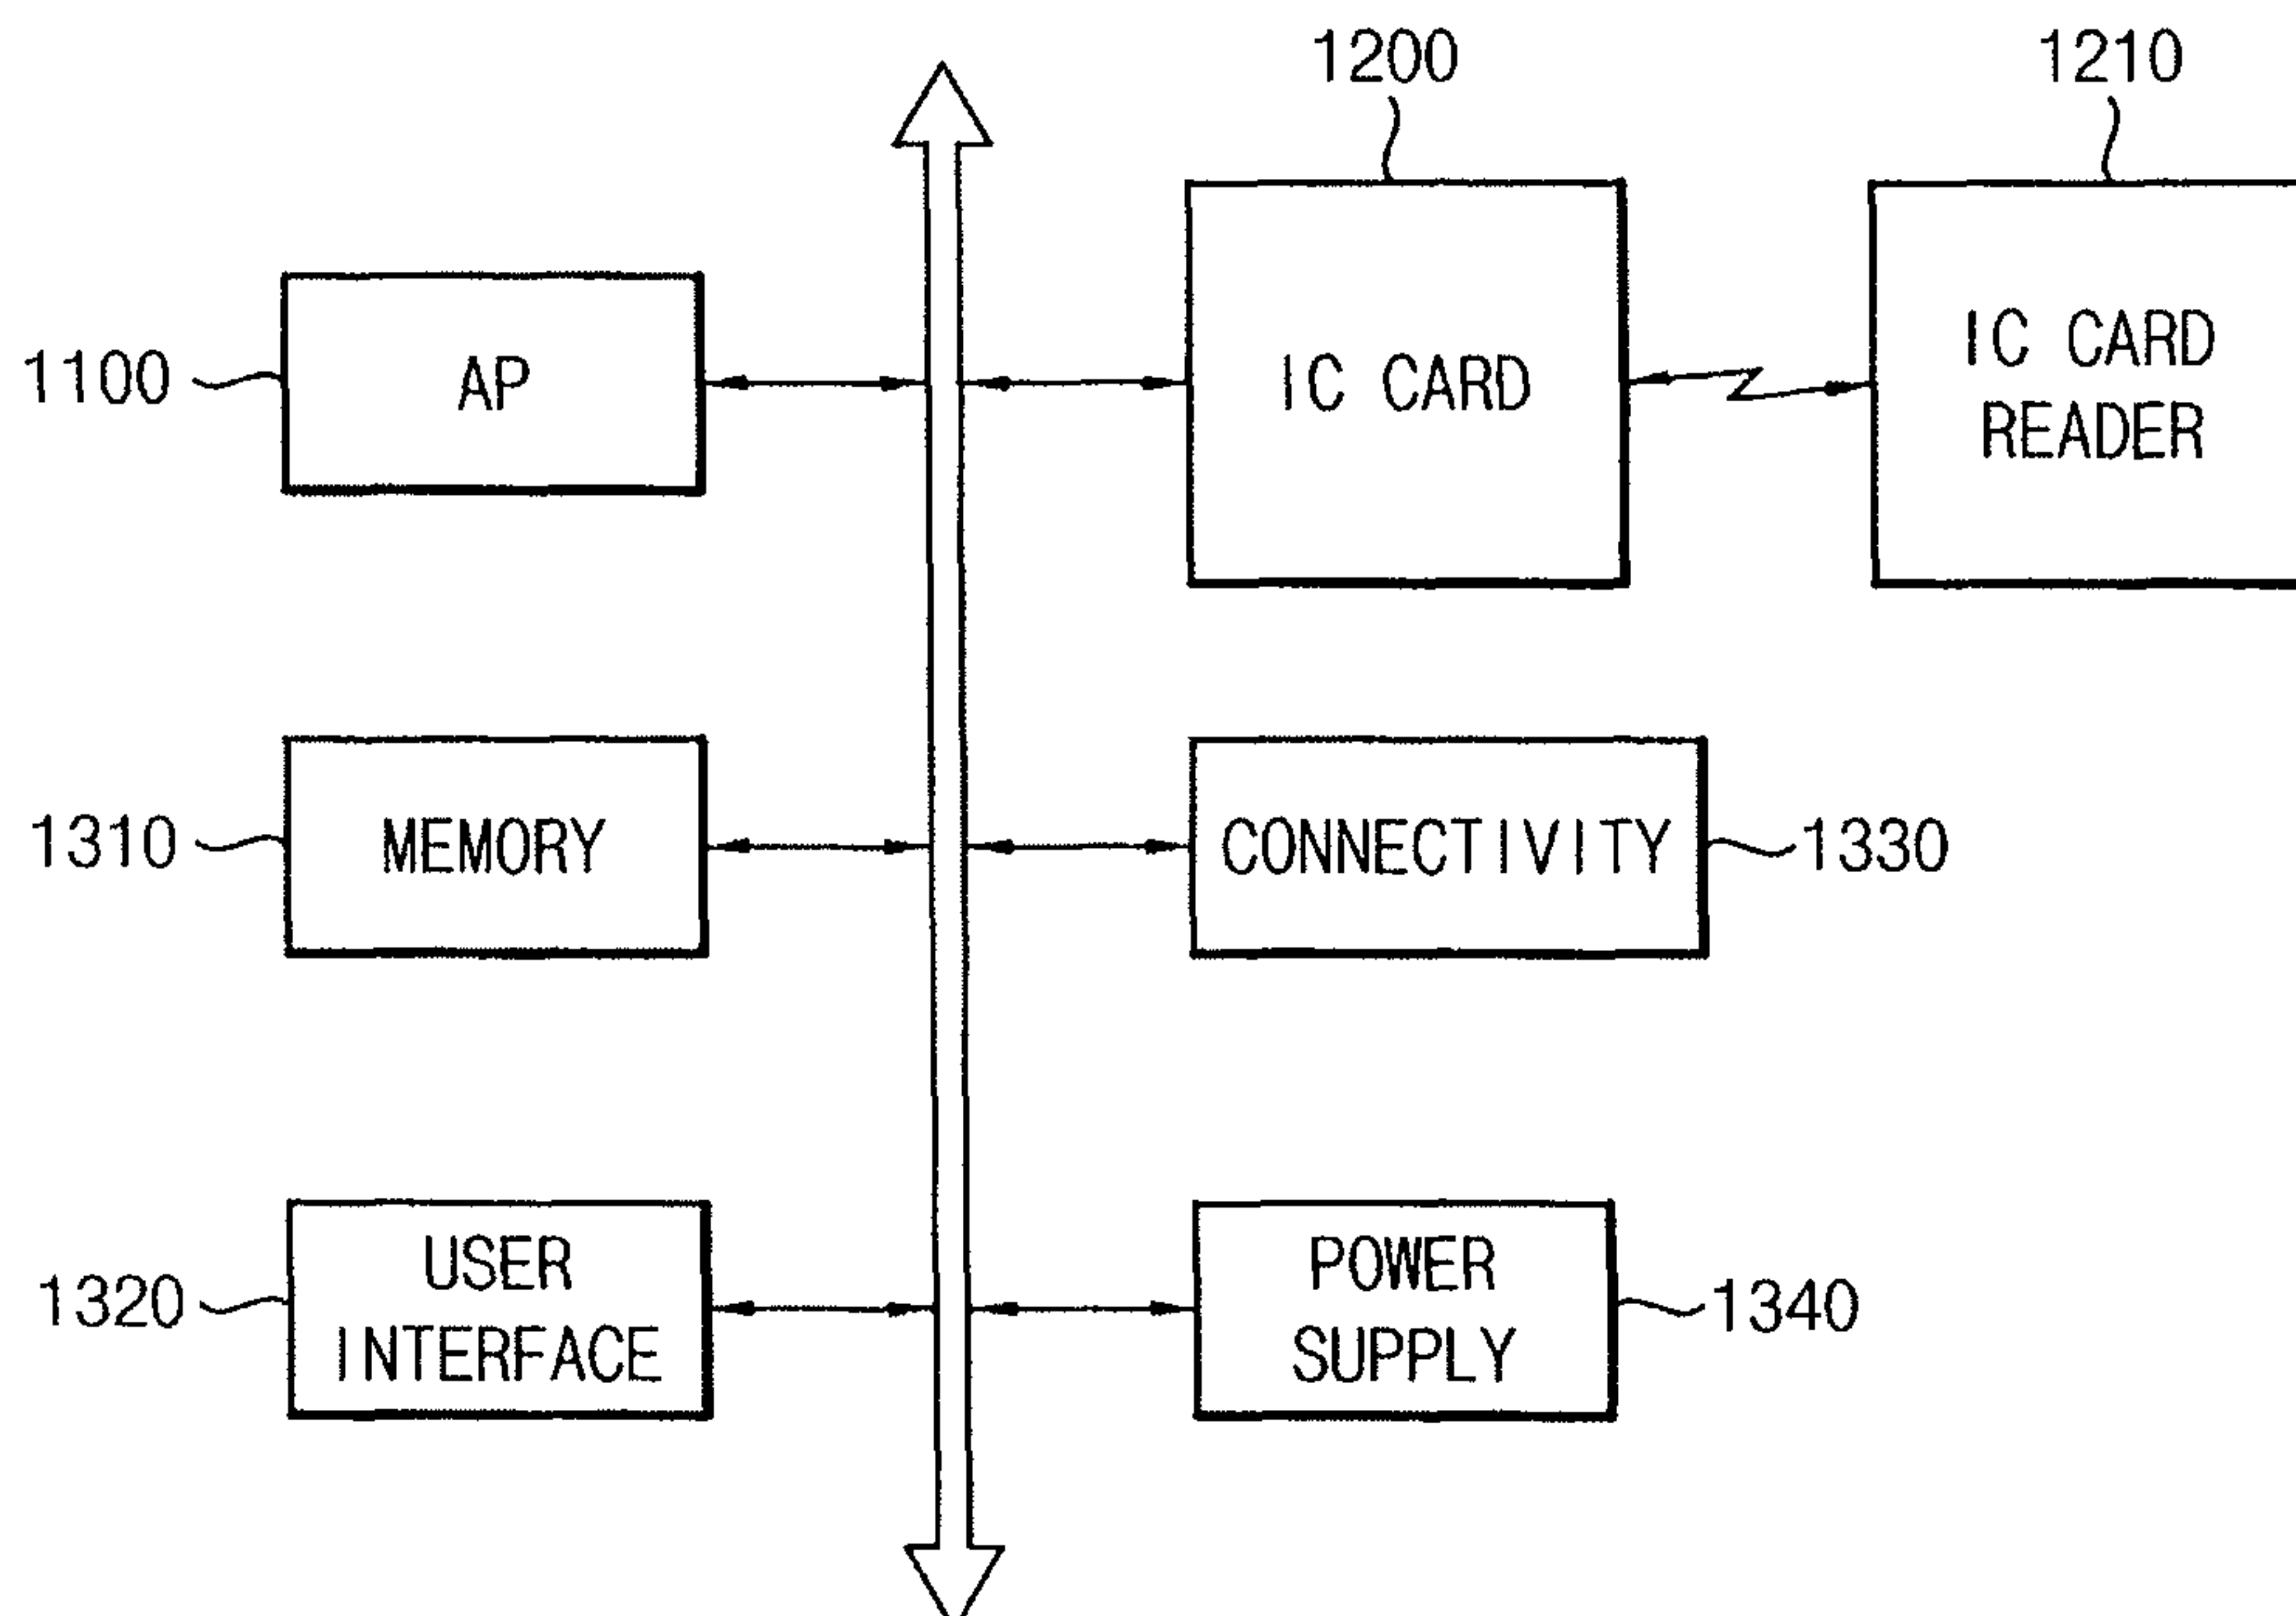 1200
1210
1100
AP
IC CARD
IC CARD
READER
1310
MEMORY
CONNECTIVITY
1330
1320
USER
INTERFACE
POWER
SUPPLY
1340